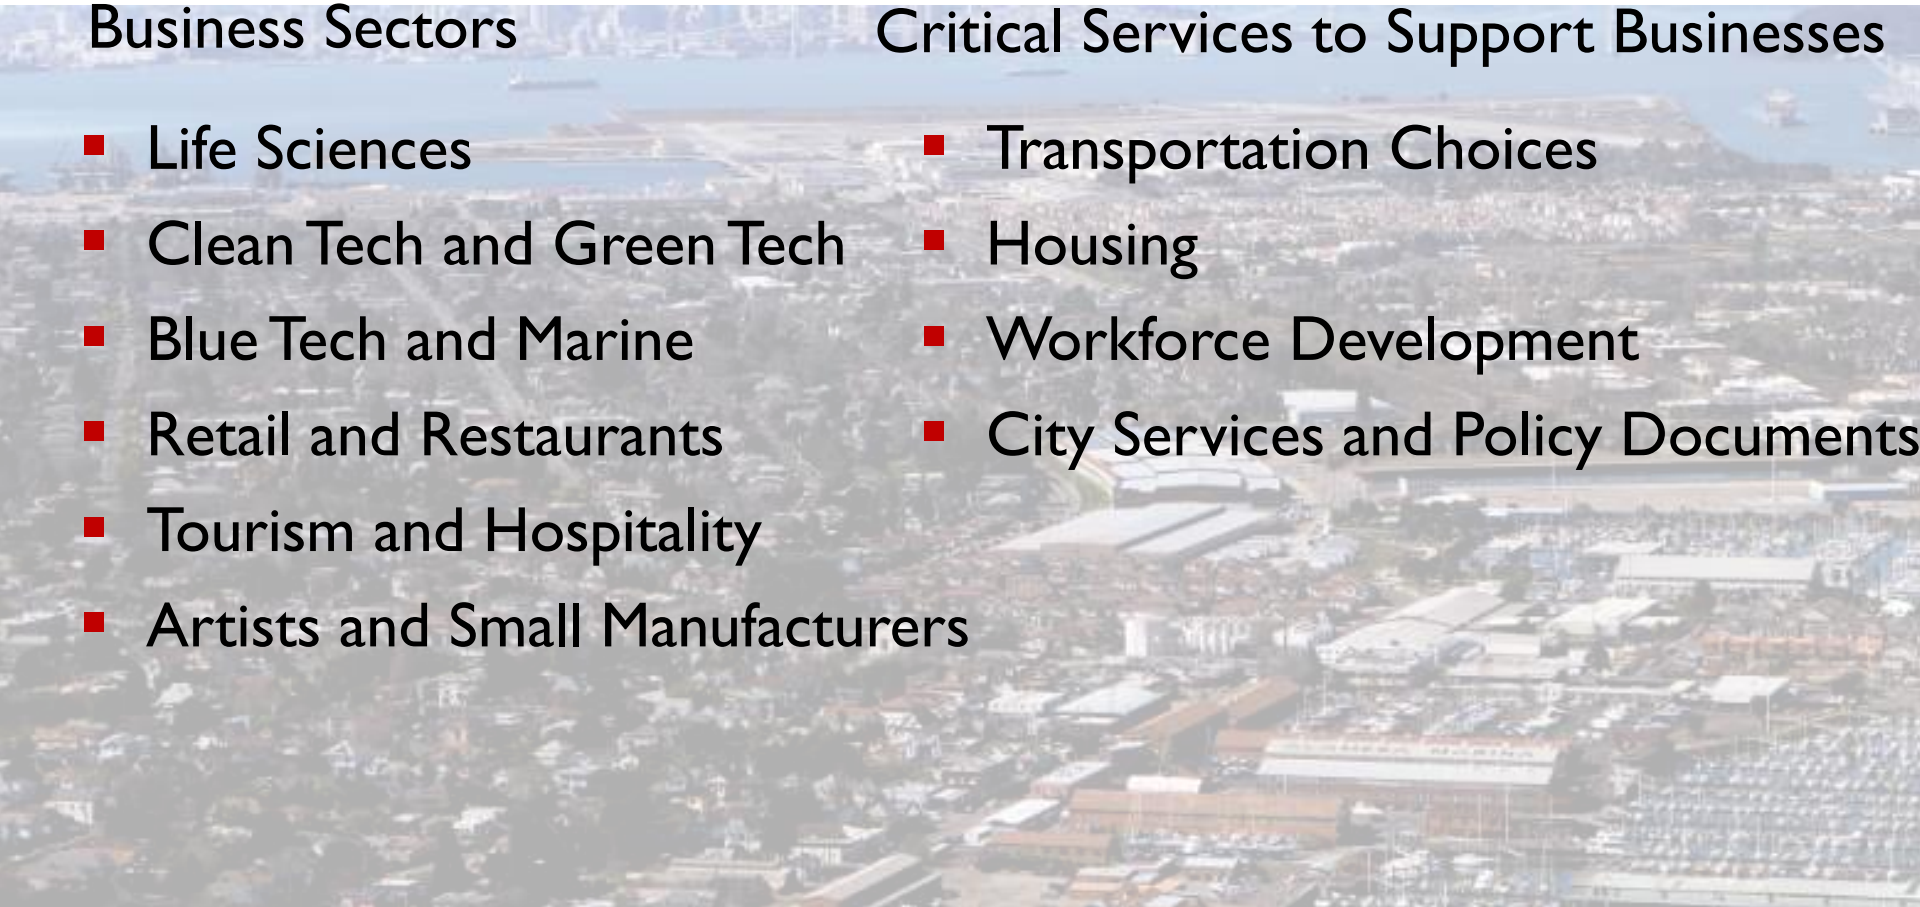 Business Sectors
Life Sciences
Clean Tech and Green Tech
Blue Tech and Marine
Retail and Restaurants
Tourism and Hospitality
Artists and Small Manufacturers
Critical Services to Support Businesses
Transportation Choices
Housing
Workforce Development
City Services and Policy Documents